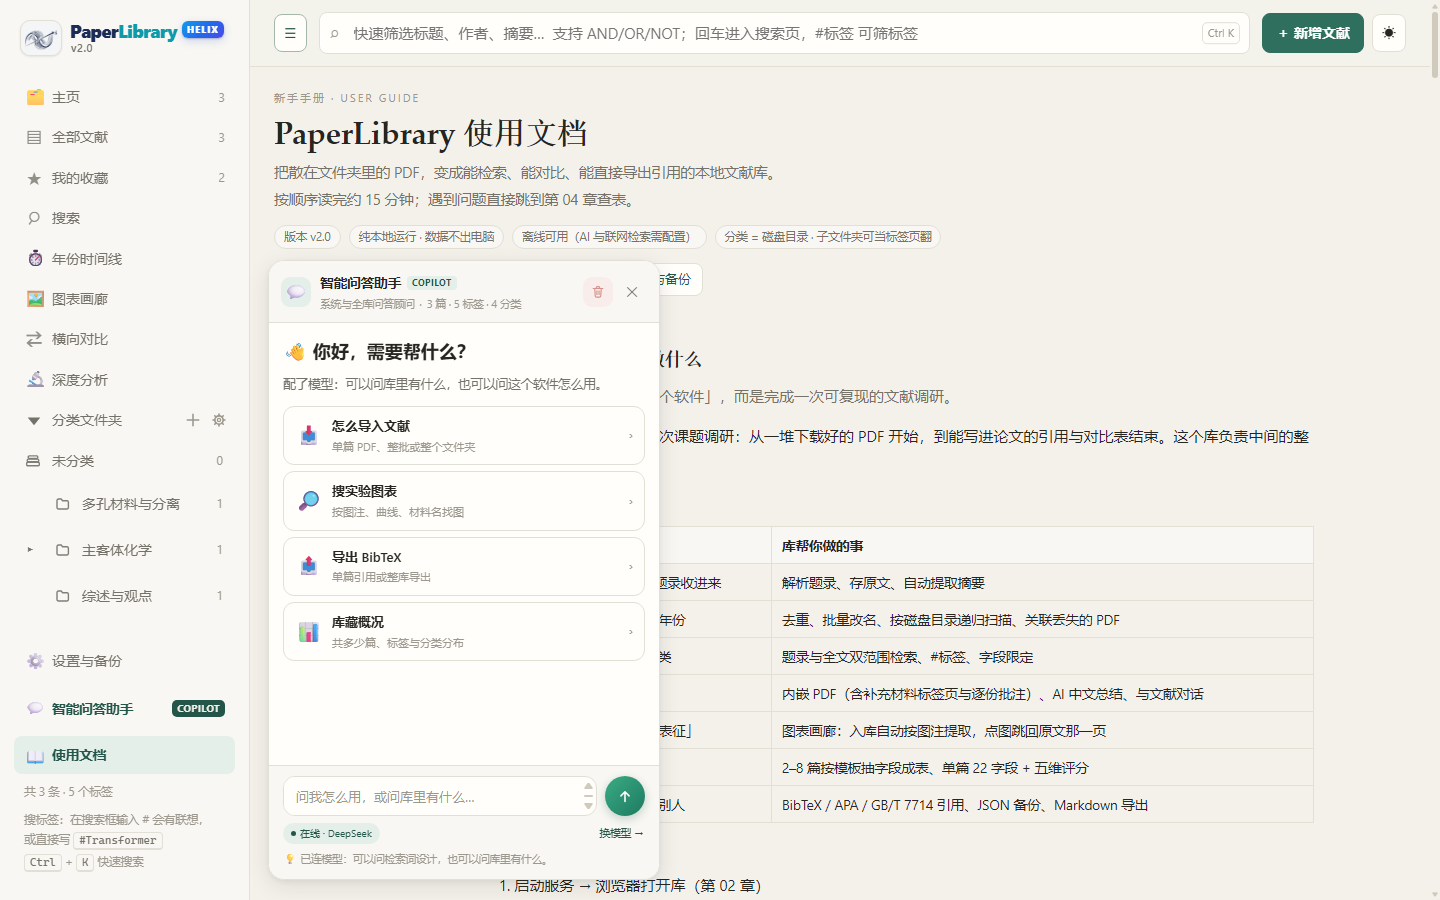 PaperLibrary HELIX
v2.0
主页 3
全部文献 3
我的收藏 2
搜索
年份时间线
图表画廊
横向对比
深度分析
分类文件夹
未分类 0
多孔材料与分离 1
主客体化学 1
综述与观点 1
设置与备份
智能问答助手 COPILOT
使用文档
共 3 条 · 5 个标签
搜标签：在搜索框输入 # 会有联想，
或直接写 #Transformer
Ctrl + K 快速搜索
快速筛选标题、作者、摘要... 支持 AND/OR/NOT；回车进入搜索页，#标签 可筛标签
Ctrl K
+ 新增文献
新手手册 · USER GUIDE
PaperLibrary 使用文档
把散在文件夹里的 PDF，变成能检索、能对比、能直接导出引用的本地文献库。
按顺序读完约 15 分钟；遇到问题直接跳到第 04 章查表。
版本 v2.0
纯本地运行 · 数据不出电脑
离线可用（AI 与联网检索需配置）
分类 = 磁盘目录 · 子文件夹可当标签页翻
智能问答助手 COPILOT
系统与全库问答顾问 · 3 篇 · 5 标签 · 4 分类
你好，需要帮什么？
配了模型：可以问库里有什么，也可以问这个软件怎么用。
怎么导入文献
单篇 PDF、整批或整个文件夹
搜实验图表
按图注、曲线、材料名找图
导出 BibTeX
单篇引用或整库导出
库藏概况
共多少篇、标签与分类分布
问我怎么用，或问库里有什么...
在线 · DeepSeek
换模型 →
已连模型：可以问检索词设计，也可以问库里有什么。
与备份
做什么
个软件」，而是完成一次可复现的文献调研。
次课题调研：从一堆下载好的 PDF 开始，到能写进论文的引用与对比表结束。这个库负责中间的整
库帮你做的事
题录收进来
解析题录、存原文、自动提取摘要
年份
去重、批量改名、按磁盘目录递归扫描、关联丢失的 PDF
类
题录与全文双范围检索、#标签、字段限定
内嵌 PDF（含补充材料标签页与逐份批注）、AI 中文总结、与文献对话
表征」
图表画廊：入库自动按图注提取，点图跳回原文那一页
2–8 篇按模板抽字段成表、单篇 22 字段 + 五维评分
别人
BibTeX / APA / GB/T 7714 引用、JSON 备份、Markdown 导出
1. 启动服务 → 浏览器打开库（第 02 章）